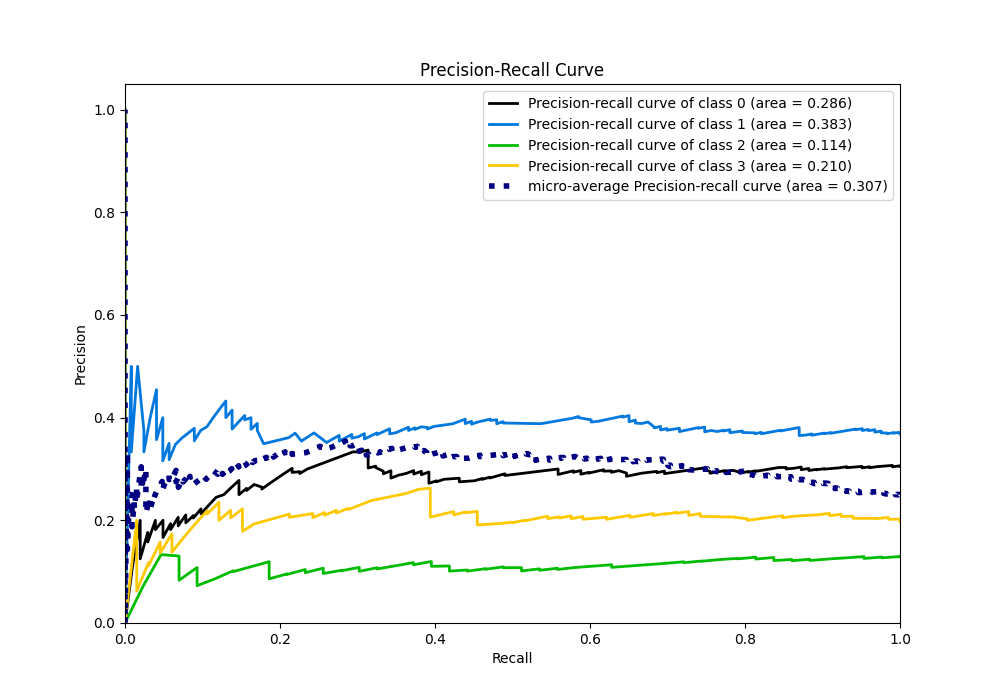 Precision-Recall Curve
Precision-recall curve of class 0 (area = 0.286)
Precision-recall curve of class 1 (area = 0.383)
Precision-recall curve of class 2 (area = 0.114)
Precision-recall curve of class 3 (area = 0.210)
micro-average Precision-recall curve (area = 0.307)
Precision
1.0
0.8
0.6
0.4
0.2
0.0
0.0 0.2 0.4 0.6 0.8 1.0
Recall